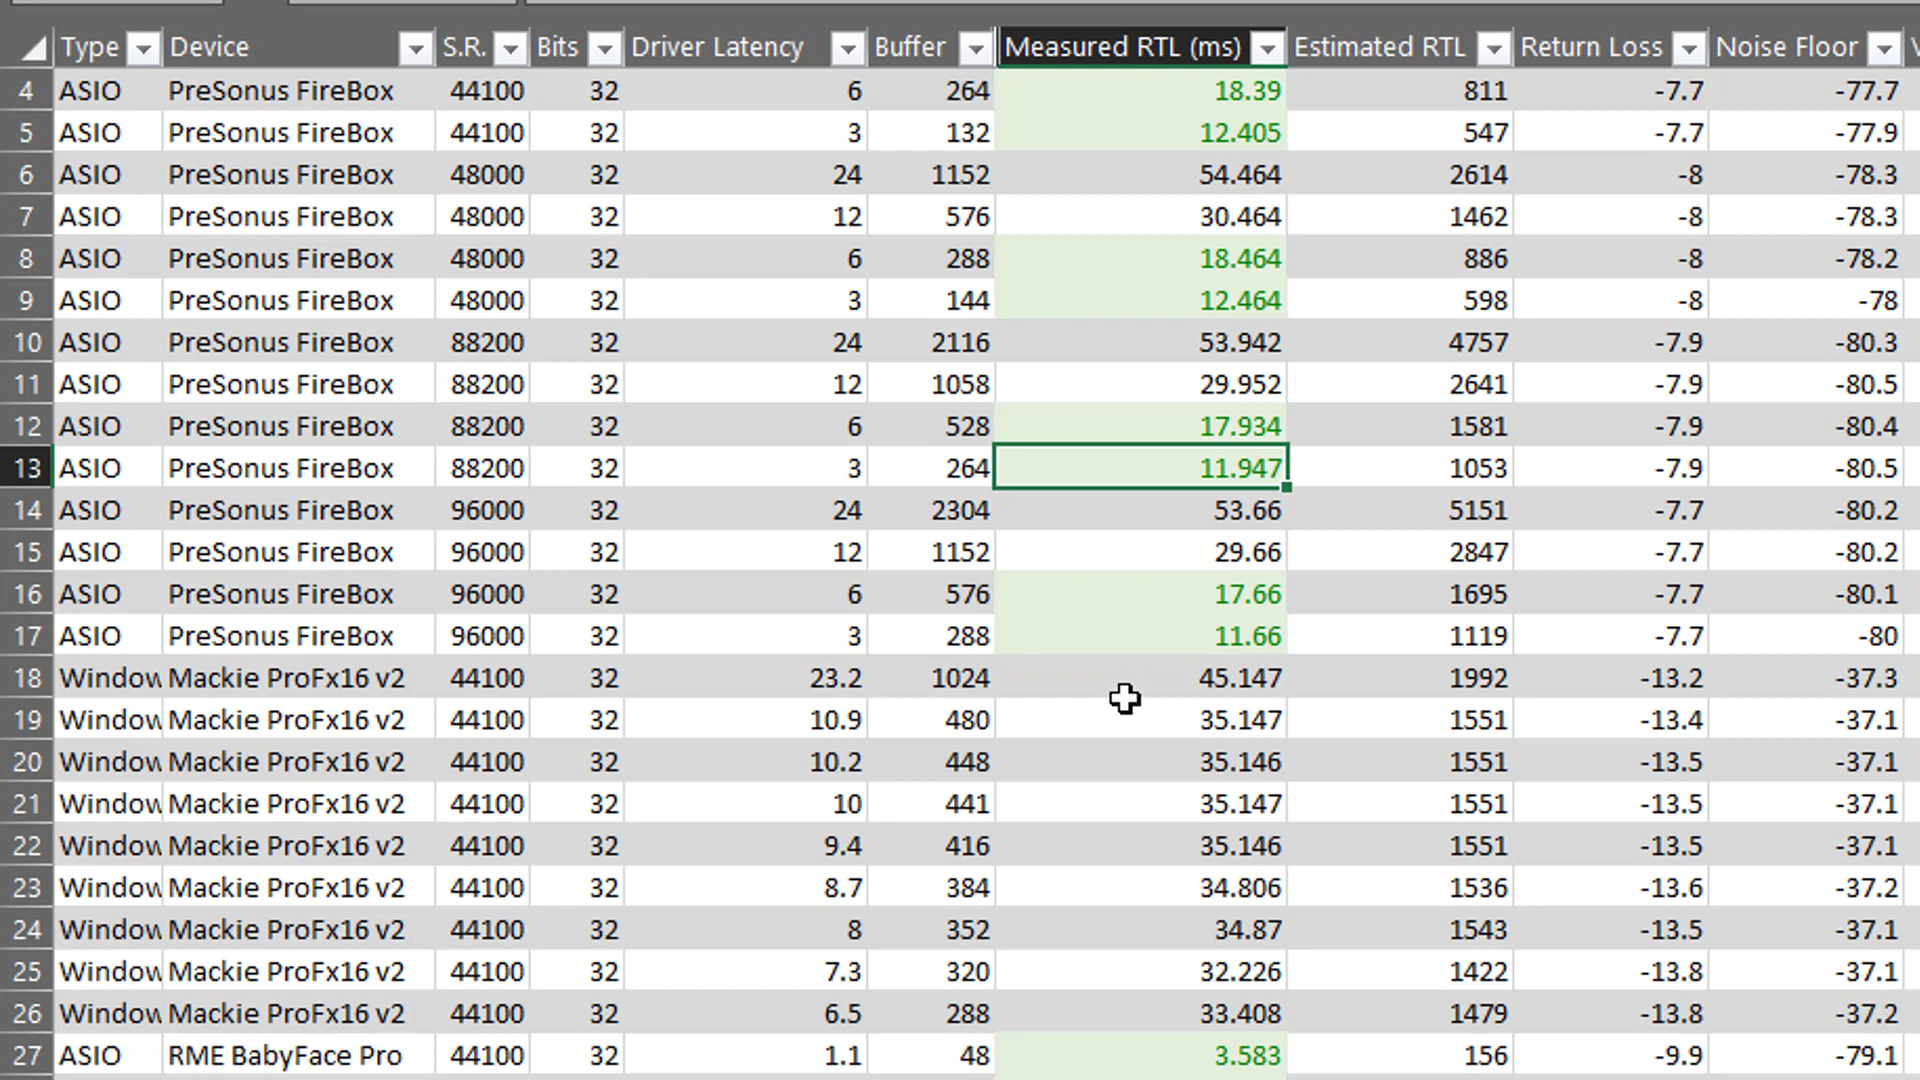 Type Device S.R. Bits Driver Latency Buffer Measured RTL (ms) Estimated RTL Return Loss Noise Floor
4 ASIO PreSonus FireBox 44100 32 6 264 18.39 811 -7.7 -77.7
5 ASIO PreSonus FireBox 44100 32 3 132 12.405 547 -7.7 -77.9
6 ASIO PreSonus FireBox 48000 32 24 1152 54.464 2614 -8 -78.3
7 ASIO PreSonus FireBox 48000 32 12 576 30.464 1462 -8 -78.3
8 ASIO PreSonus FireBox 48000 32 6 288 18.464 886 -8 -78.2
9 ASIO PreSonus FireBox 48000 32 3 144 12.464 598 -8 -78
10 ASIO PreSonus FireBox 88200 32 24 2116 53.942 4757 -7.9 -80.3
11 ASIO PreSonus FireBox 88200 32 12 1058 29.952 2641 -7.9 -80.5
12 ASIO PreSonus FireBox 88200 32 6 528 17.934 1581 -7.9 -80.4
13 ASIO PreSonus FireBox 88200 32 3 264 11.947 1053 -7.9 -80.5
14 ASIO PreSonus FireBox 96000 32 24 2304 53.66 5151 -7.7 -80.2
15 ASIO PreSonus FireBox 96000 32 12 1152 29.66 2847 -7.7 -80.2
16 ASIO PreSonus FireBox 96000 32 6 576 17.66 1695 -7.7 -80.1
17 ASIO PreSonus FireBox 96000 32 3 288 11.66 1119 -7.7 -80
18 Window Mackie ProFx16 v2 44100 32 23.2 1024 45.147 1992 -13.2 -37.3
19 Window Mackie ProFx16 v2 44100 32 10.9 480 35.147 1551 -13.4 -37.1
20 Window Mackie ProFx16 v2 44100 32 10.2 448 35.146 1551 -13.5 -37.1
21 Window Mackie ProFx16 v2 44100 32 10 441 35.147 1551 -13.5 -37.1
22 Window Mackie ProFx16 v2 44100 32 9.4 416 35.146 1551 -13.5 -37.1
23 Window Mackie ProFx16 v2 44100 32 8.7 384 34.806 1536 -13.6 -37.2
24 Window Mackie ProFx16 v2 44100 32 8 352 34.87 1543 -13.5 -37.1
25 Window Mackie ProFx16 v2 44100 32 7.3 320 32.226 1422 -13.8 -37.1
26 Window Mackie ProFx16 v2 44100 32 6.5 288 33.408 1479 -13.8 -37.2
27 ASIO RME BabyFace Pro 44100 32 1.1 48 3.583 156 -9.9 -79.1